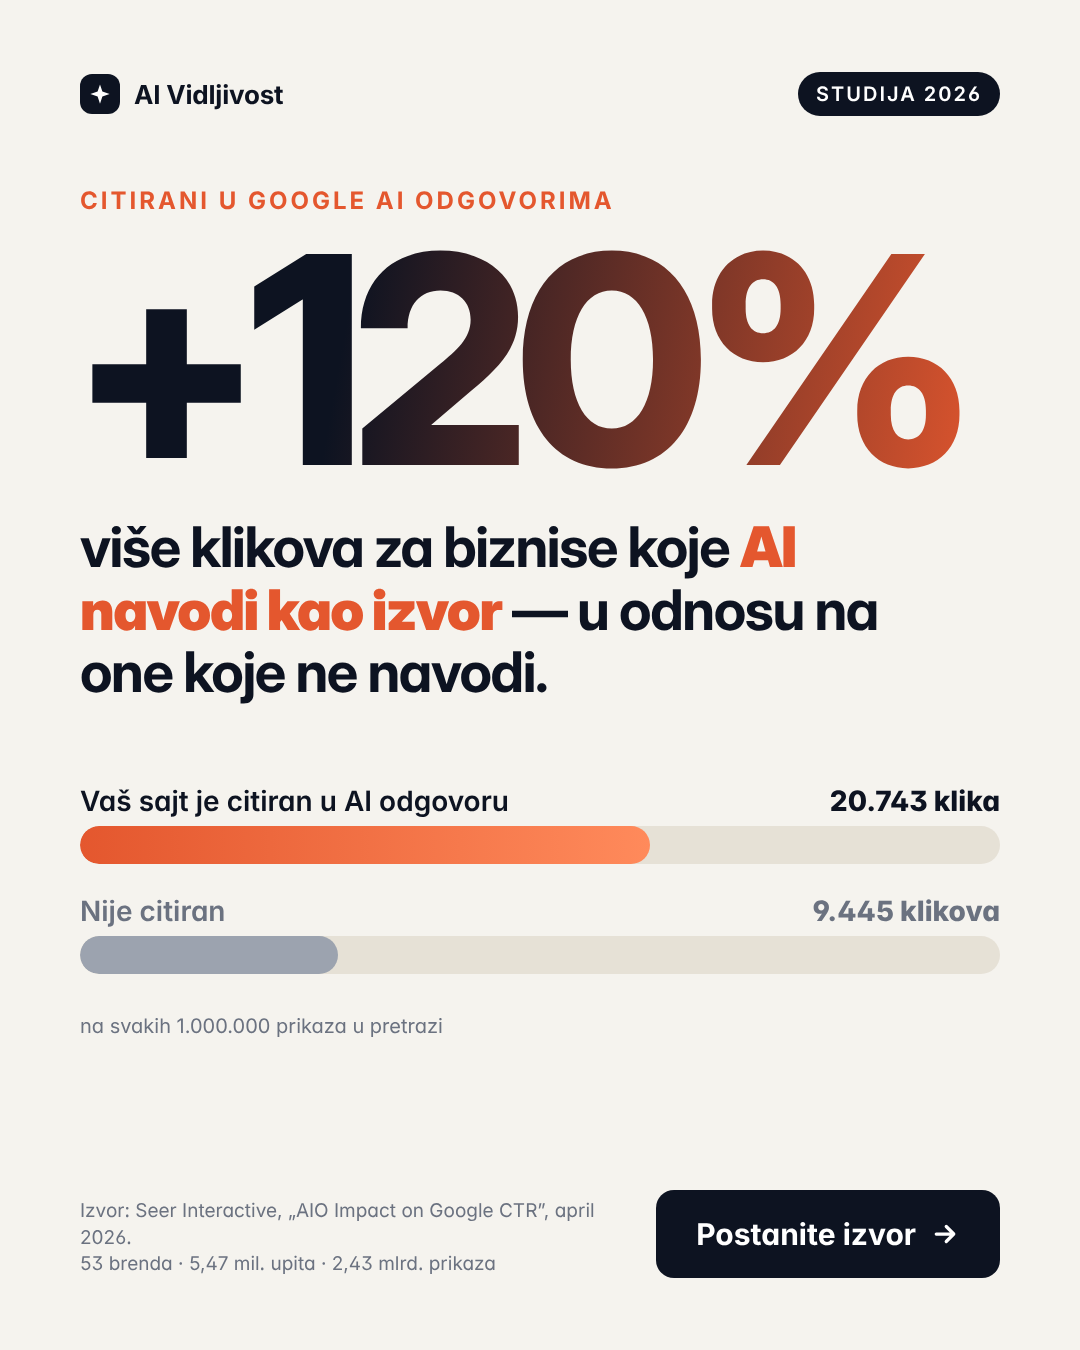 AI Vidljivost
STUDIJA 2026
CITIRANI U GOOGLE AI ODGOVORIMA
+120%
više klikova za biznise koje AI
navodi kao izvor — u odnosu na
one koje ne navodi.
Vaš sajt je citiran u AI odgovoru
20.743 klika
Nije citiran
9.445 klikova
na svakih 1.000.000 prikaza u pretrazi
Izvor: Seer Interactive, „AIO Impact on Google CTR”, april
2026.
53 brenda · 5,47 mil. upita · 2,43 mlrd. prikaza
Postanite izvor →